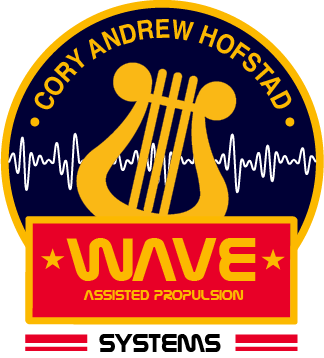 • CORY ANDREW HOFSTAD •
WAVE
ASSISTED PROPULSION
SYSTEMS